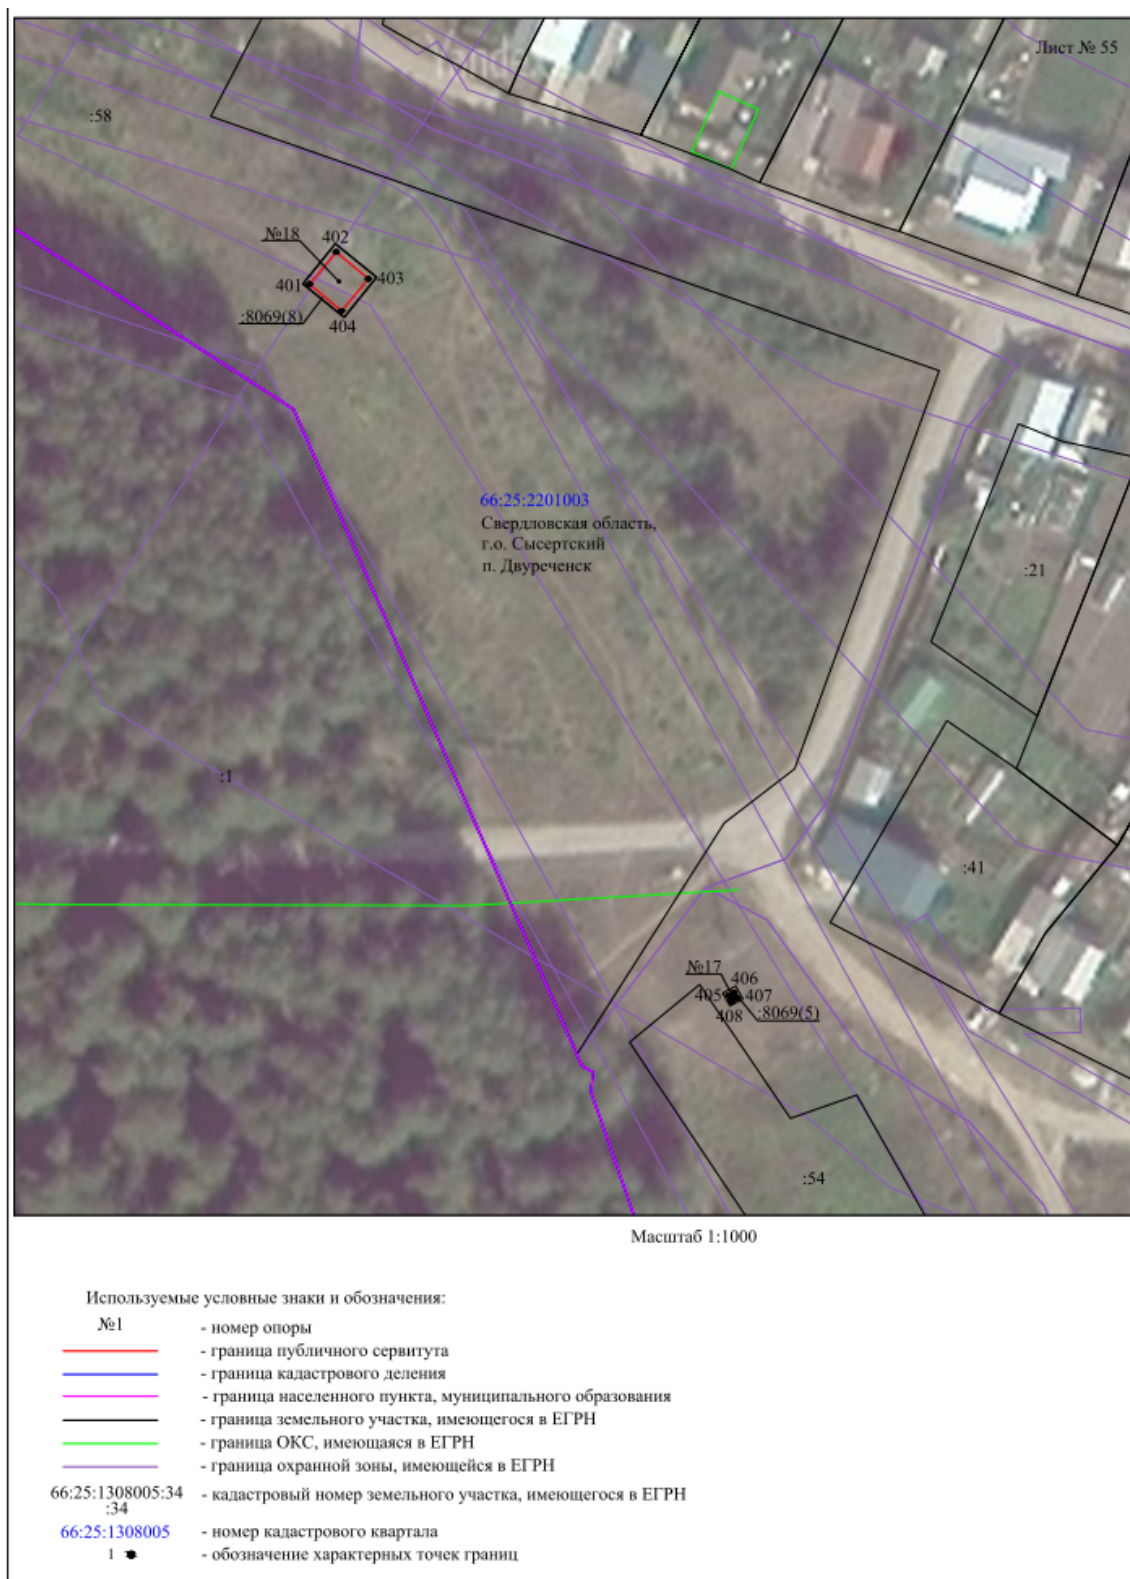 Лист № 55
:58
№18
402
401
403
:8069(8)
404
66:25:2201003
Свердловская область,
г.о. Сысертский
п. Двуреченск
:21
:1
:41
№17
406
405
407
408
:8069(5)
:54
Масштаб 1:1000
Используемые условные знаки и обозначения:
№1 - номер опоры
- граница публичного сервитута
- граница кадастрового деления
- граница населенного пункта, муниципального образования
- граница земельного участка, имеющегося в ЕГРН
- граница ОКС, имеющаяся в ЕГРН
- граница охранной зоны, имеющейся в ЕГРН
66:25:1308005:34 - кадастровый номер земельного участка, имеющегося в ЕГРН
:34
66:25:1308005 - номер кадастрового квартала
1 - обозначение характерных точек границ